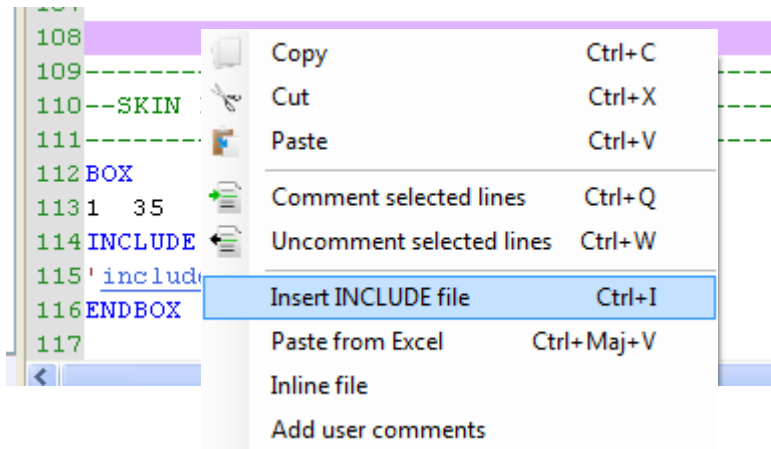 108
109--------
110--SKIN
111--------
112 BOX
113 1 35
114 INCLUDE
115 'include
116 ENDBOX
117
Copy Ctrl+C
Cut Ctrl+X
Paste Ctrl+V
Comment selected lines Ctrl+Q
Uncomment selected lines Ctrl+W
Insert INCLUDE file Ctrl+I
Paste from Excel Ctrl+Maj+V
Inline file
Add user comments